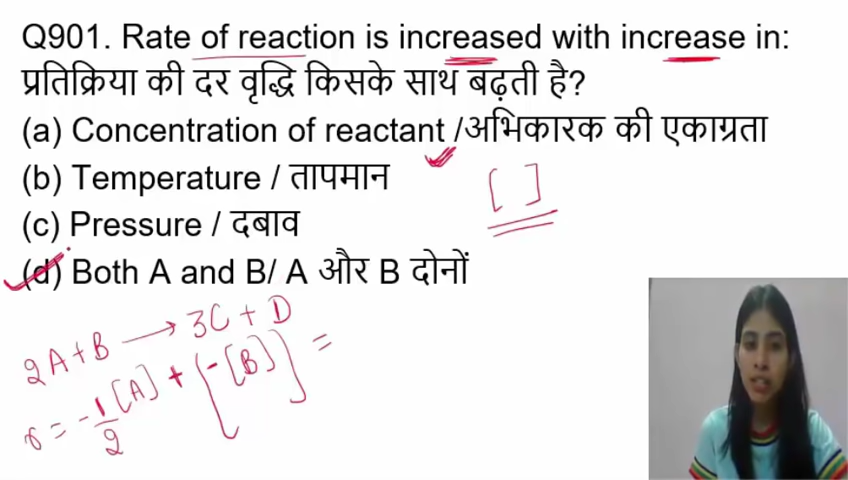 Q901. Rate of reaction is increased with increase in:
प्रतिक्रिया की दर वृद्धि किसके साथ बढ़ती है?
(a) Concentration of reactant /अभिकारक की एकाग्रता
(b) Temperature / तापमान
[ ]
(c) Pressure / दबाव
(d) Both A and B/ A और B दोनों
2A+B → 3C + D
r = -1/2 [A] + [-[B]] =